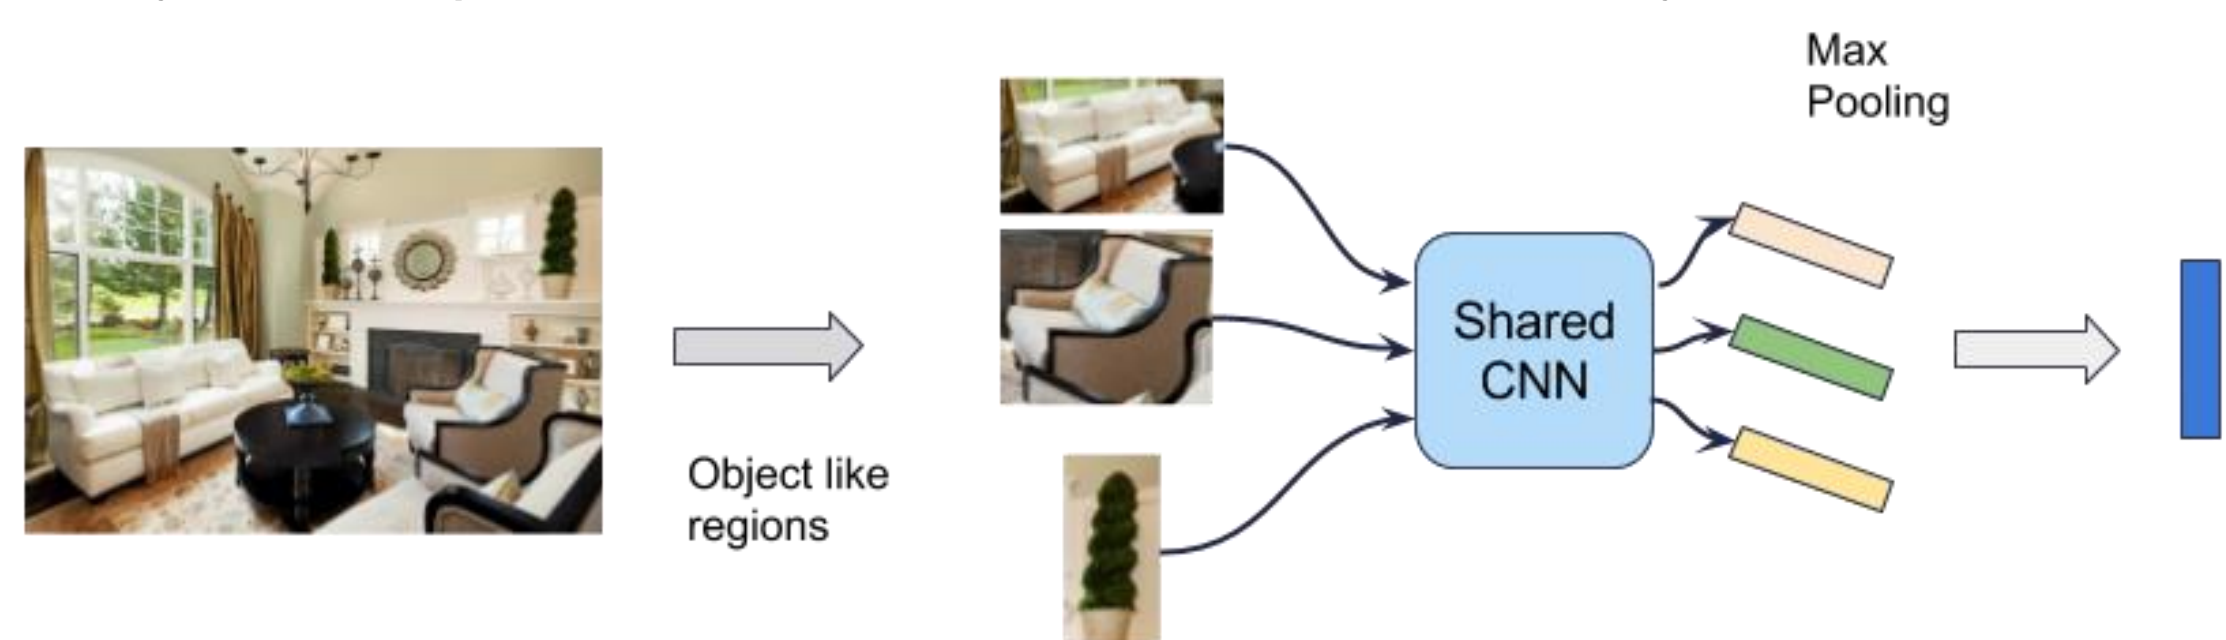 Max
Pooling
Shared
CNN
Object like
regions